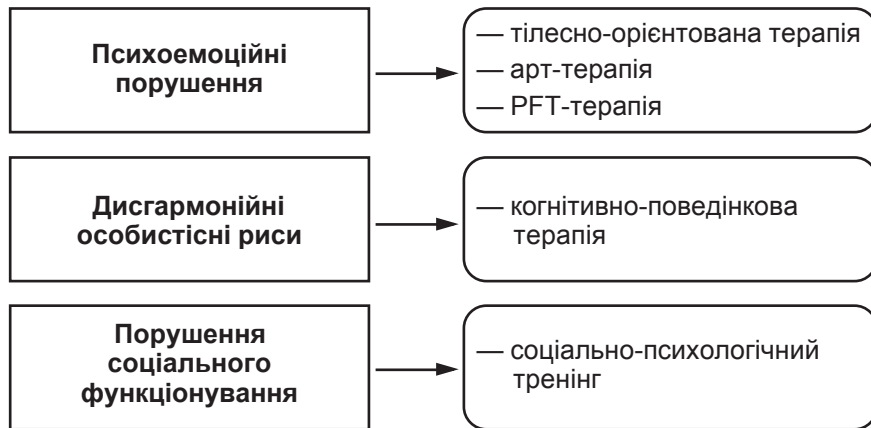 Психоемоційні
порушення
— тілесно-орієнтована терапія
— арт-терапія
— PFT-терапія
Дисгармонійні
особистісні риси
— когнітивно-поведінкова
терапія
Порушення
соціального
функціонування
— соціально-психологічний
тренінг